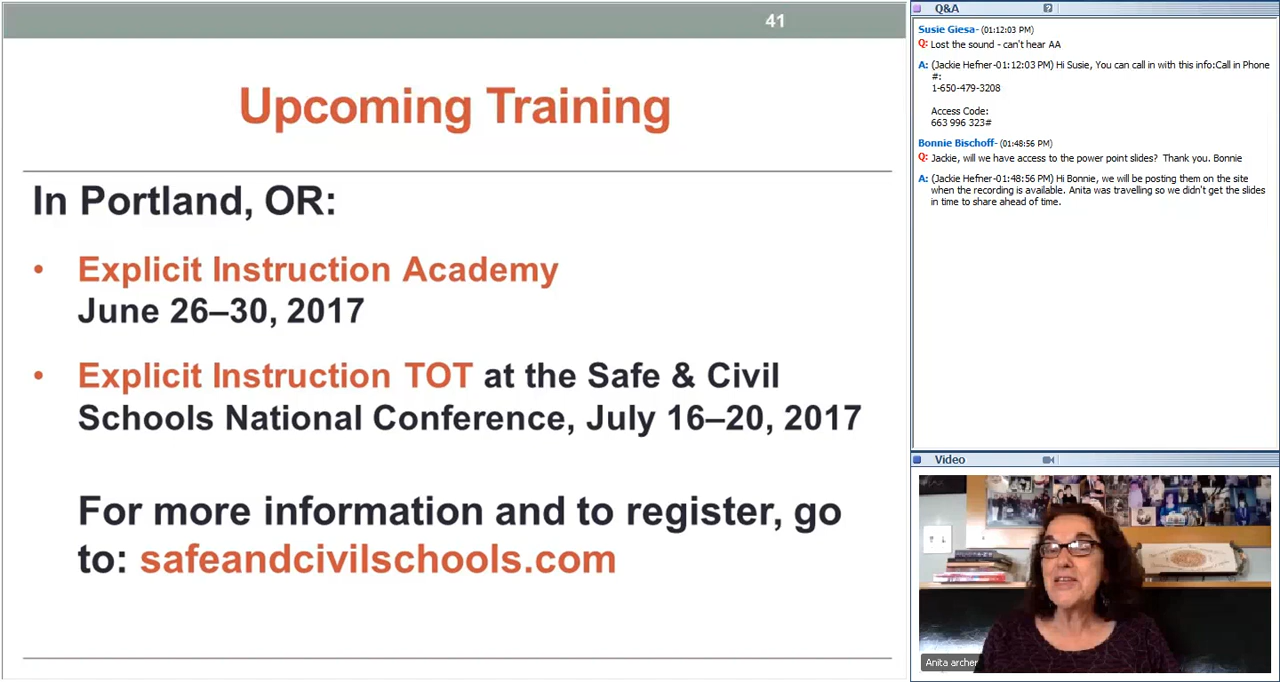 41
Upcoming Training
In Portland, OR:
• Explicit Instruction Academy
June 26–30, 2017
• Explicit Instruction TOT at the Safe & Civil
Schools National Conference, July 16–20, 2017
For more information and to register, go
to: safeandcivilschools.com
Q&A
Susie Giesa- (01:12:03 PM)
Q: Lost the sound - can't hear AA
A: (Jackie Hefner-01:12:03 PM) Hi Susie, You can call in with this info:Call in Phone
#:
1-650-479-3208
Access Code:
663 996 323#
Bonnie Bischoff- (01:48:56 PM)
Q: Jackie, will we have access to the power point slides?  Thank you. Bonnie
A: (Jackie Hefner-01:48:56 PM) Hi Bonnie, we will be posting them on the site
when the recording is available.  Anita was travelling so we didn't get the slides
in time to share ahead of time.
Video
Anita archer